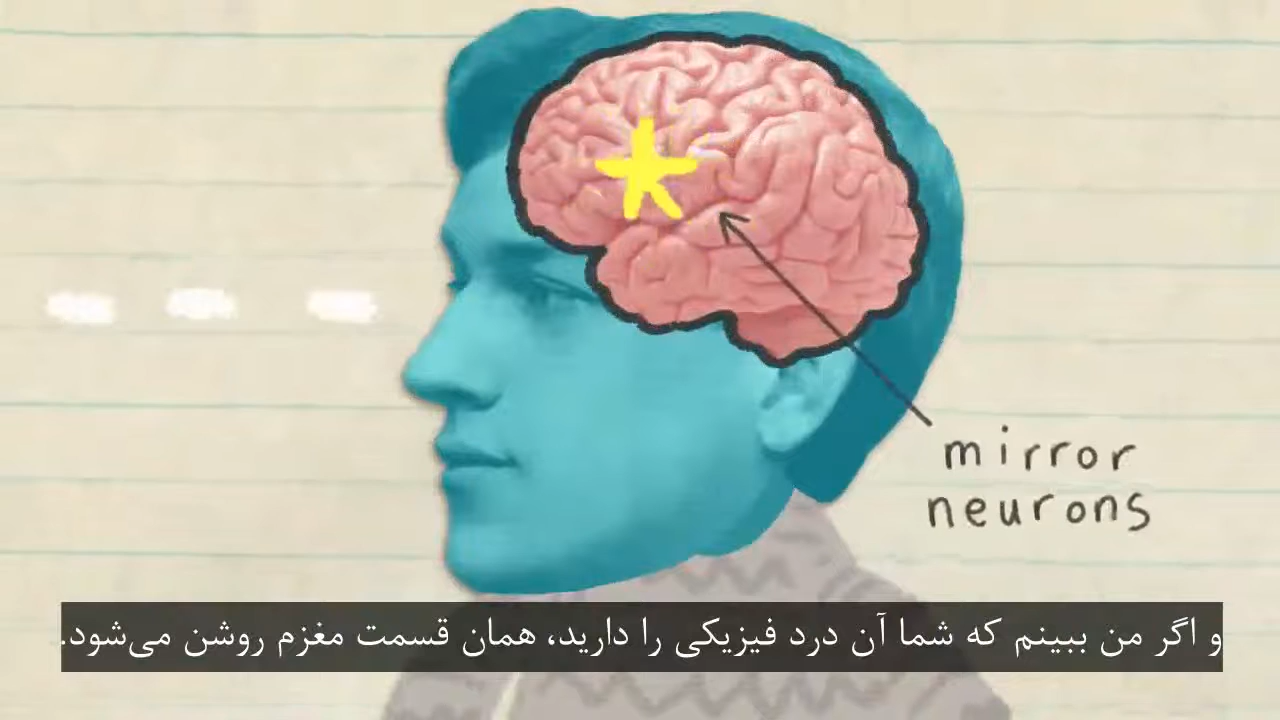 mirror
neurons
و اگر من ببینم که شما آن درد فیزیکی را دارید، همان قسمت مغزم روشن می‌شود.